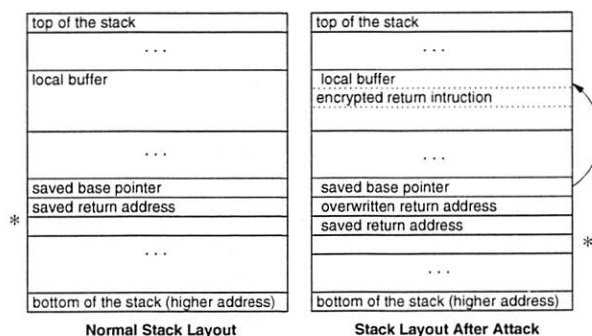 top of the stack
. . .
local buffer
. . .
saved base pointer
saved return address
*
. . .
bottom of the stack (higher address)
Normal Stack Layout
top of the stack
. . .
local buffer
encrypted return intruction
. . .
saved base pointer
overwritten return address
saved return address
*
. . .
bottom of the stack (higher address)
Stack Layout After Attack